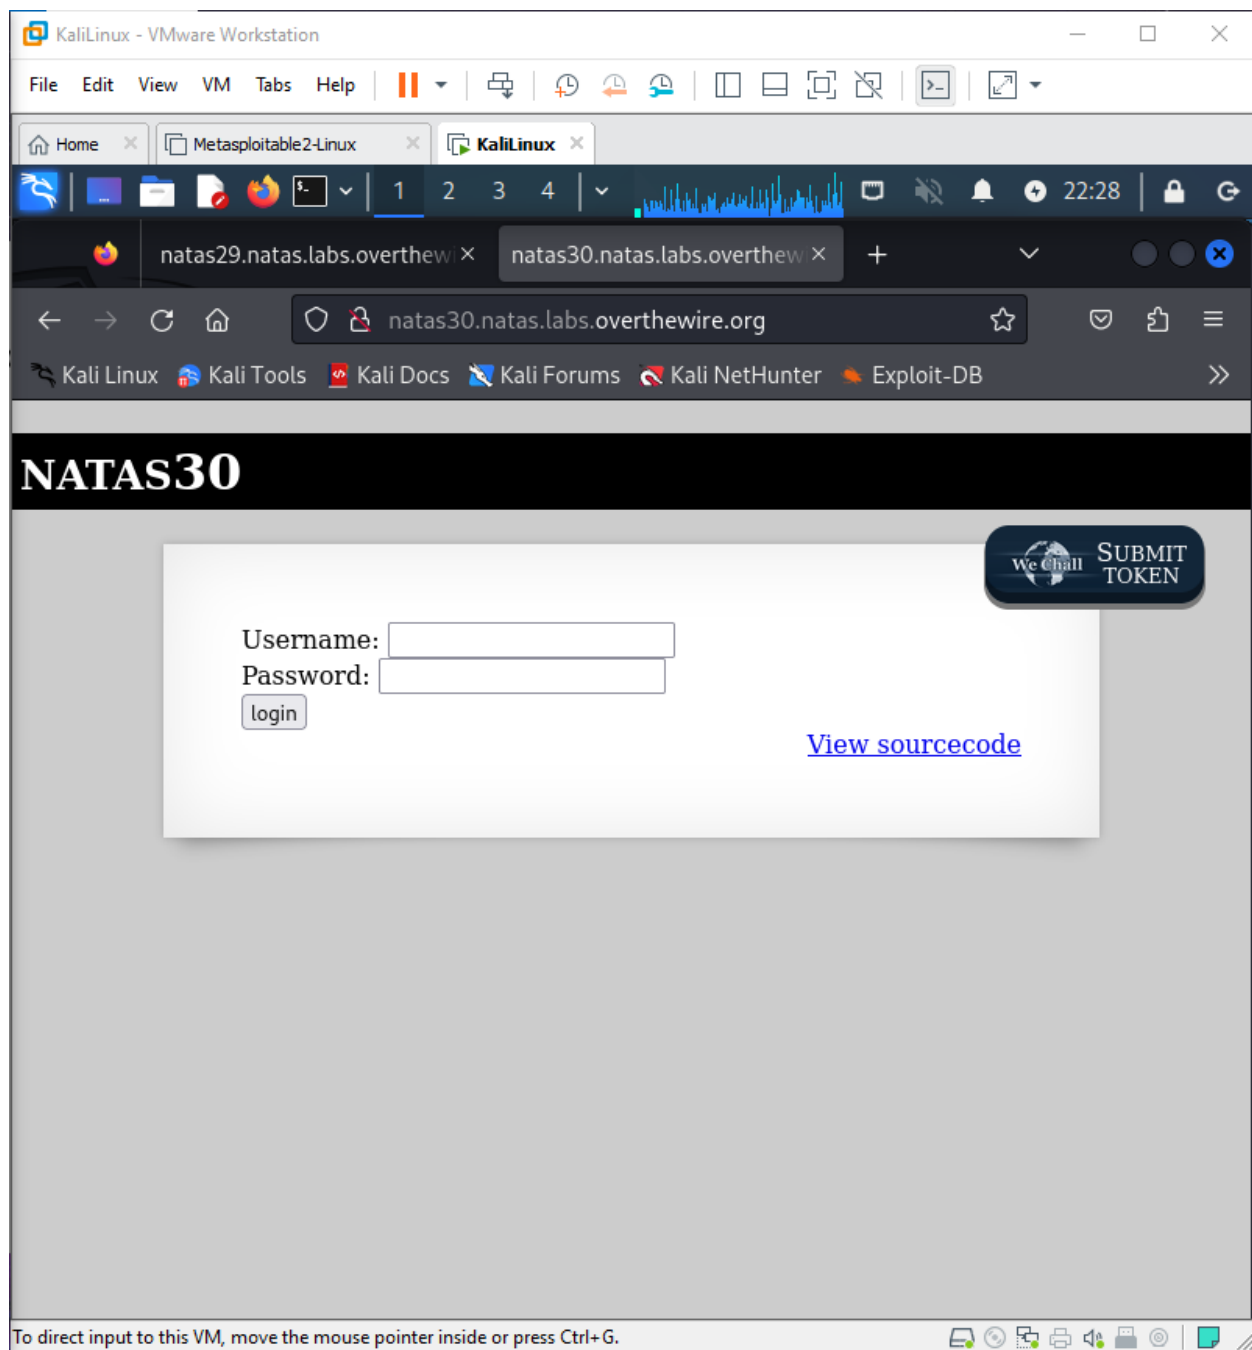 KaliLinux - VMware Workstation
File Edit View VM Tabs Help
Home Metasploitable2-Linux KaliLinux
1 2 3 4 22:28
natas29.natas.labs.overthewi natas30.natas.labs.overthew
natas30.natas.labs.overthewire.org
Kali Linux Kali Tools Kali Docs Kali Forums Kali NetHunter Exploit-DB
NATAS30
We Chall SUBMIT
TOKEN
Username:
Password:
login
View sourcecode
To direct input to this VM, move the mouse pointer inside or press Ctrl+G.